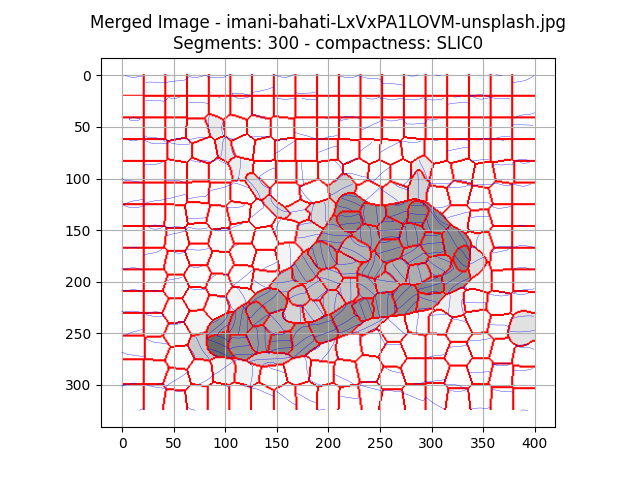 Merged Image - imani-bahati-LxVxPA1LOVM-unsplash.jpg
Segments: 300 - compactness: SLIC0
0
50
100
150
200
250
300
0 50 100 150 200 250 300 350 400